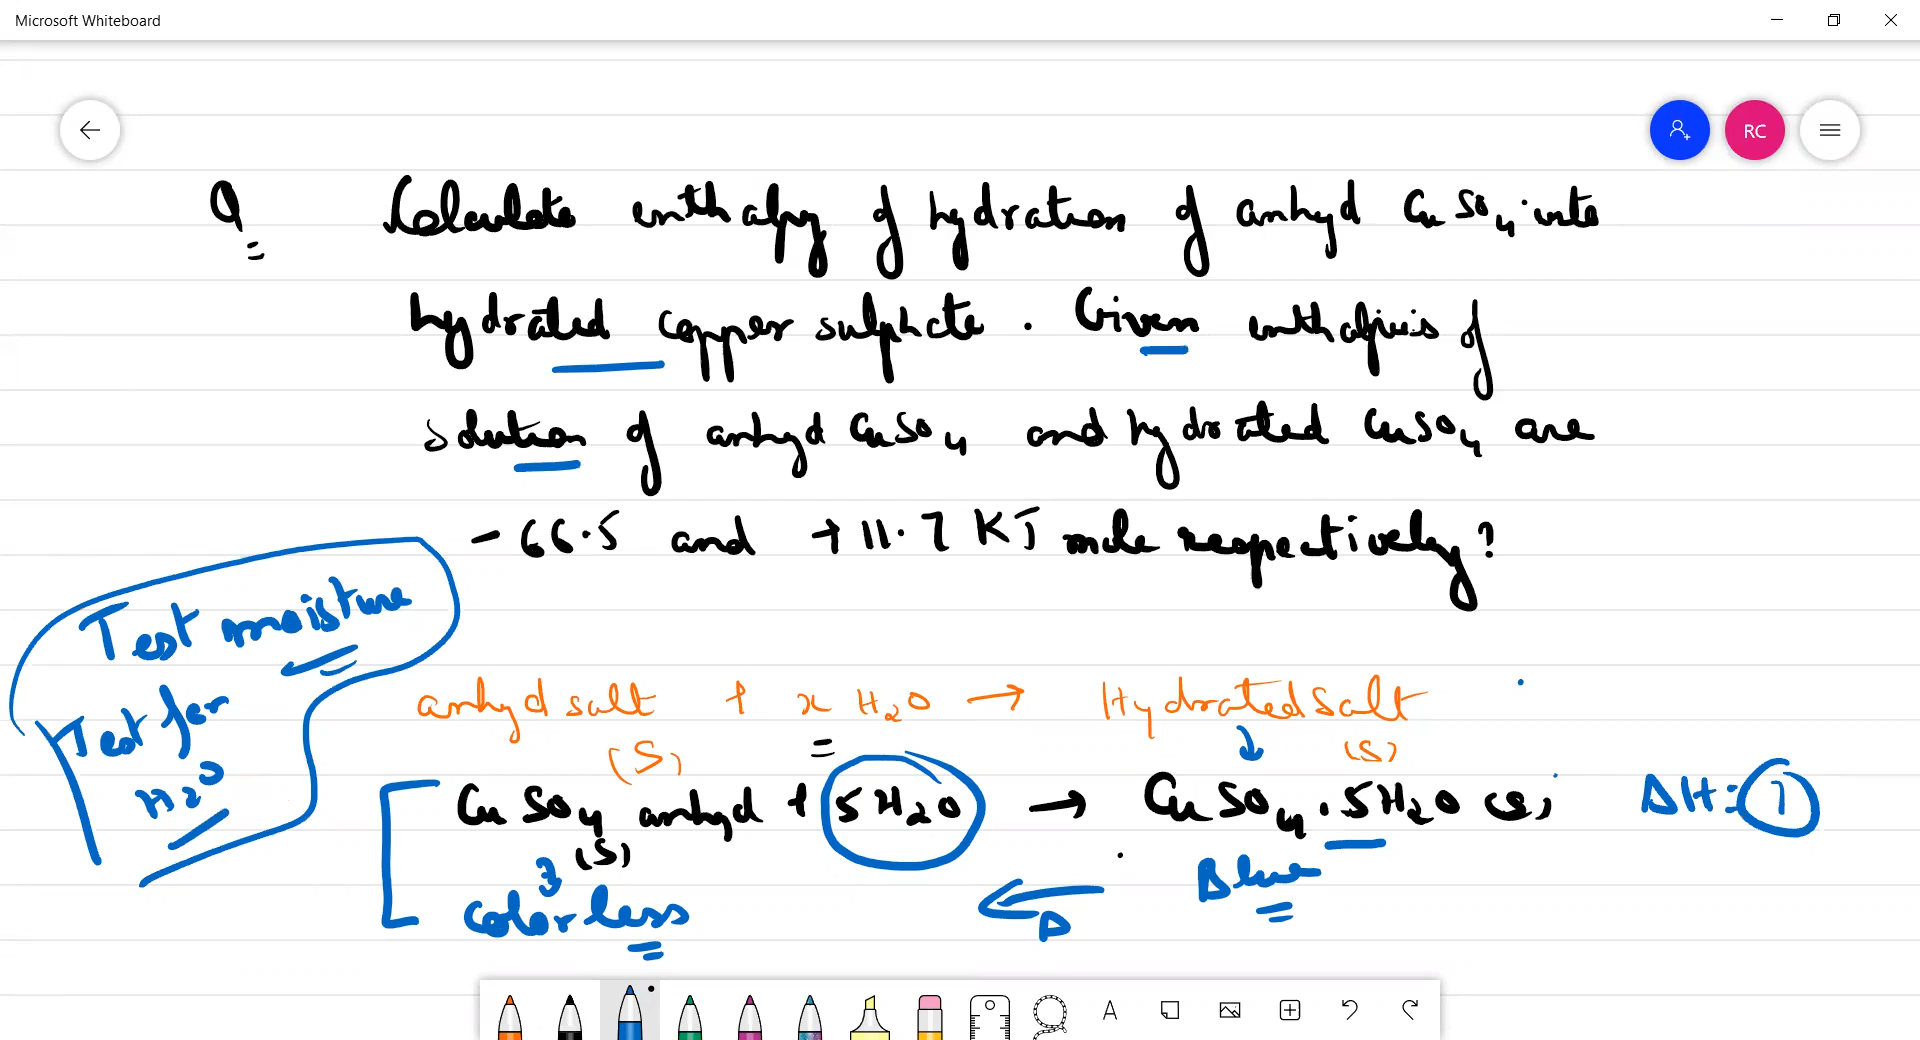 Microsoft Whiteboard
RC
Q Calculate enthalpy of hydration of anhyd CuSO4 into
hydrated copper sulphate. Given enthalpies of
solution of anhyd CuSO4 and hydrated CuSO4 are
- 66.5 and +11.7 KJ mole respectively?
Test moisture
Test for
H2O
anhyd salt + x H2O → Hydrated salt
(S) (S)
CuSO4 anhyd + 5H2O → CuSO4.5H2O (s) ΔH = ?
(S)
colorless
Δ
Blue